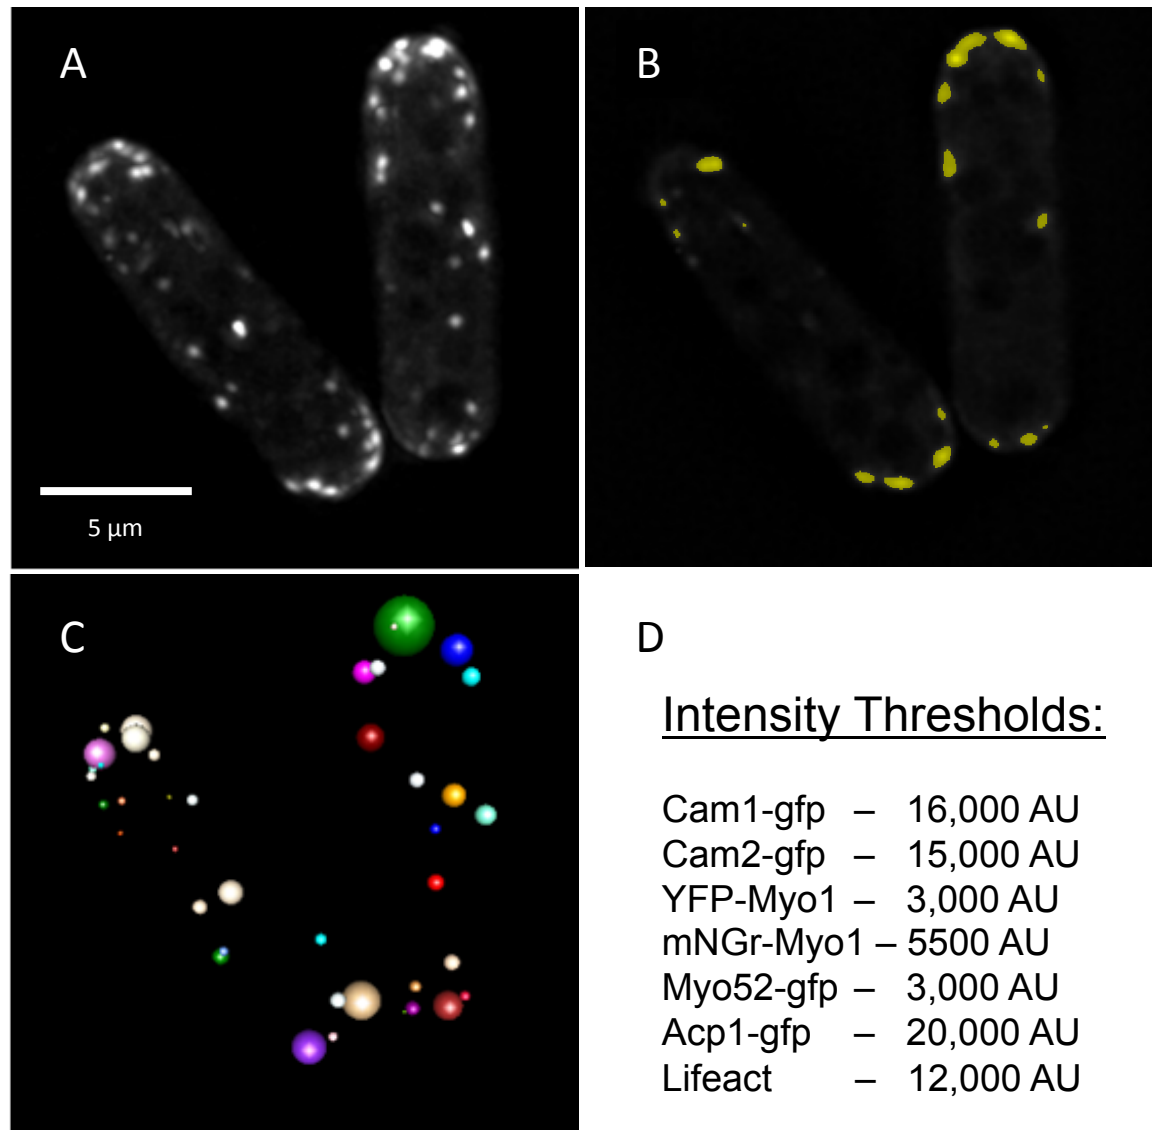 A
B
5 µm
C
D
Intensity Thresholds:
Cam1-gfp – 16,000 AU
Cam2-gfp – 15,000 AU
YFP-Myo1 – 3,000 AU
mNGr-Myo1 – 5500 AU
Myo52-gfp – 3,000 AU
Acp1-gfp – 20,000 AU
Lifeact – 12,000 AU